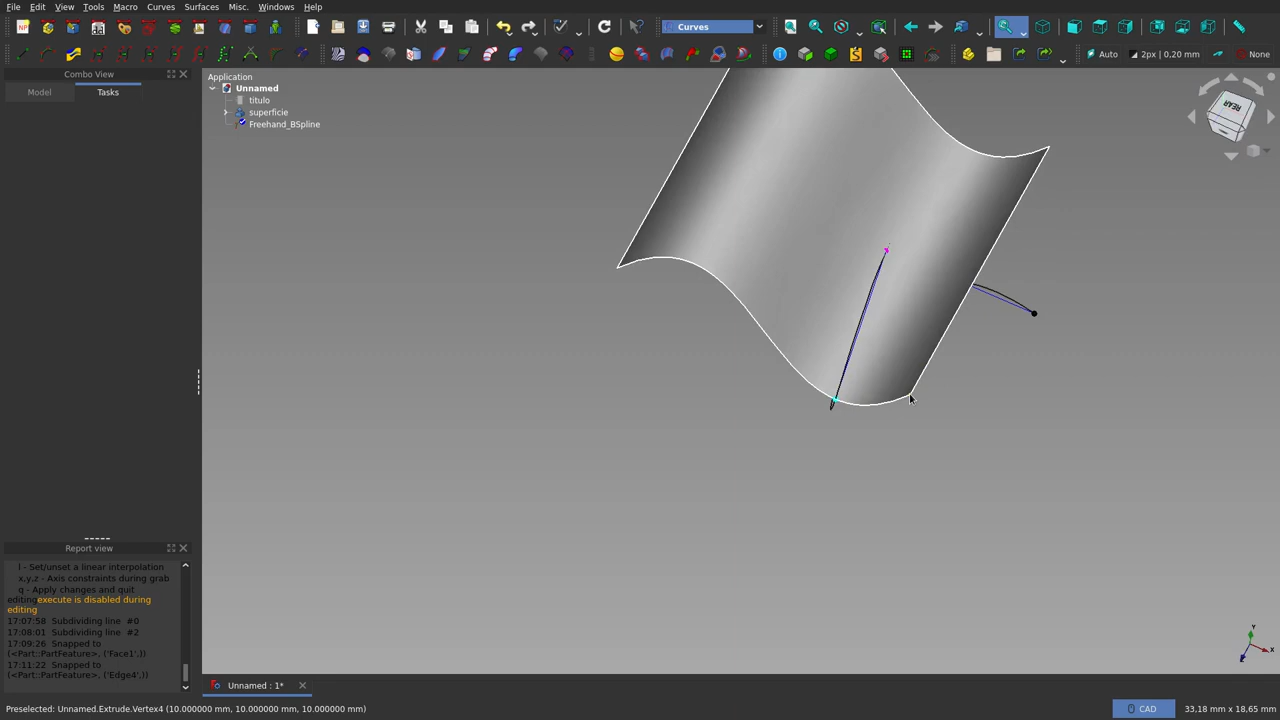 File Edit View Tools Macro Curves Surfaces Misc. Windows Help
Curves
Auto 2px | 0.20 mm None
Combo View
Model Tasks
Application
Unnamed
titulo
superficie
Freehand_BSpline
REAR
Report view
l - Set/unset a linear interpolation
x,y,z - Axis constraints during grab
q - Apply changes and quit
editingexecute is disabled during
editing
17:07:58 Subdividing line #0
17:08:01 Subdividing line #2
17:09:26 Snapped to
(<Part::PartFeature>, ('Face1',))
17:11:22 Snapped to
(<Part::PartFeature>, ('Edge4',))
Y
X
Z
Unnamed : 1*
Preselected: Unnamed.Extrude.Vertex4 (10.000000 mm, 10.000000 mm, 10.000000 mm) CAD 33,18 mm x 18,65 mm